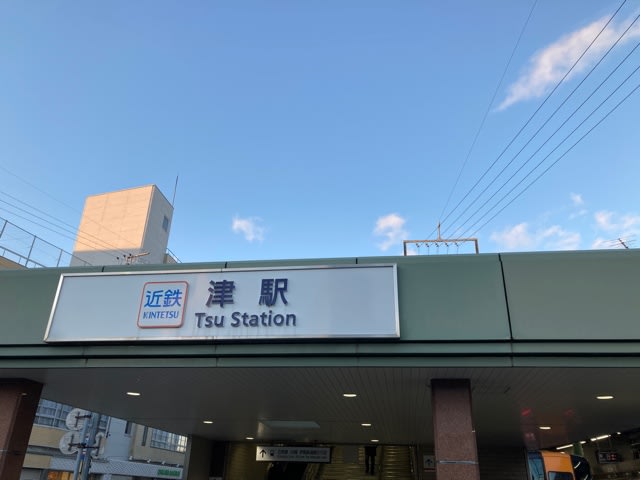 近鉄
KINTETSU
津 駅
Tsu Station